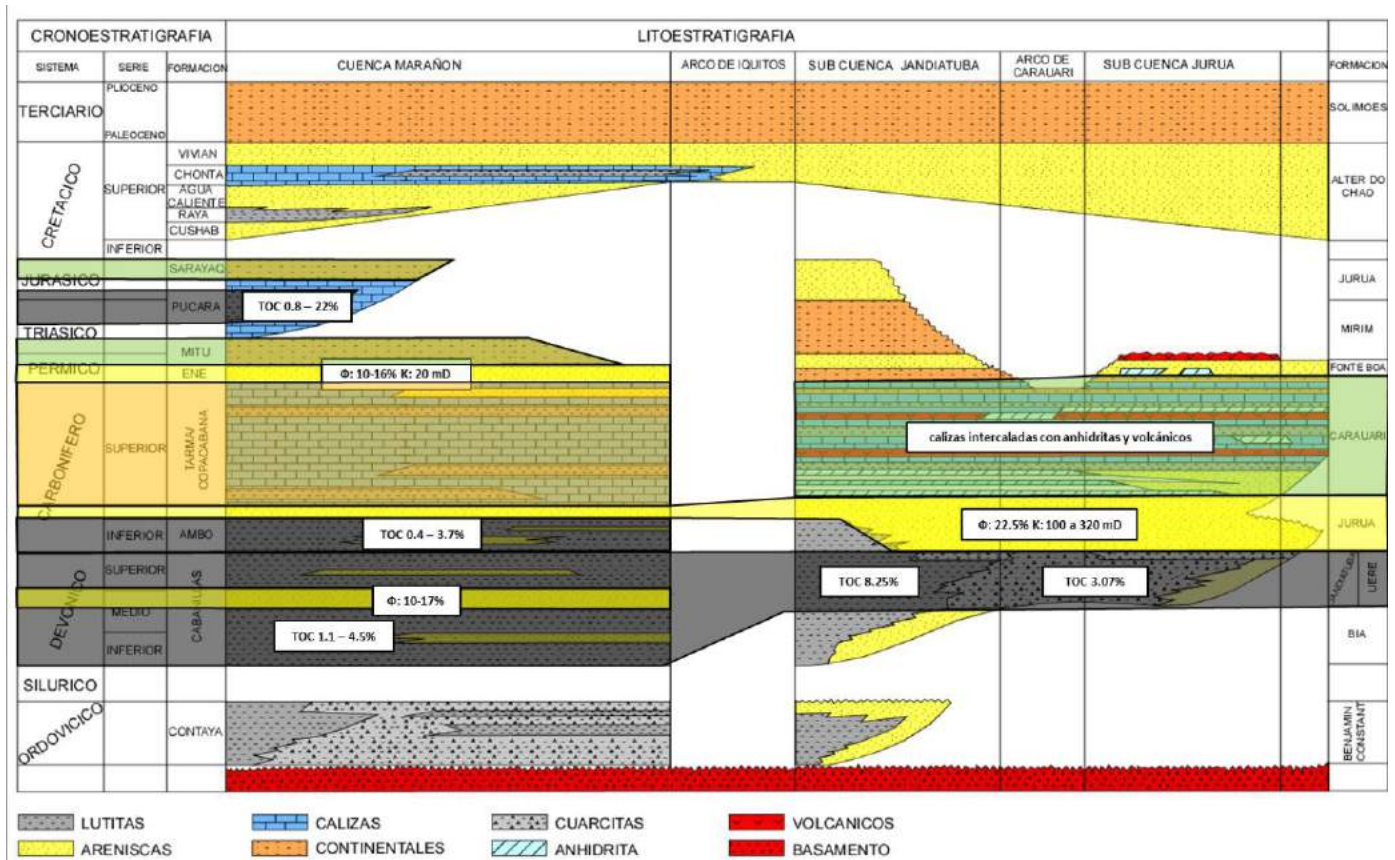 CRONOESTRATIGRAFIA
LITOESTRATIGRAFIA
SISTEMA
SERIE
FORMACION
CUENCA MARAÑON
ARCO DE IQUITOS
SUB CUENCA JANDIATUBA
ARCO DE
CARAUARI
SUB CUENCA JURUA
FORMACION
TERCIARIO
PLIOCENO
PALEOCENO
SOLIMOES
CRETACICO
SUPERIOR
INFERIOR
VIVIAN
CHONTA
AGUA
CALIENTE
RAYA
CUSHAB
ALTER DO
CHAO
JURASICO
SARAYAQ
JURUA
PUCARA
TOC 0.8 – 22%
TRIASICO
MIRIM
MITU
PERMICO
ENE
Φ: 10-16% K: 20 mD
FONTE BOA
CARBONIFERO
SUPERIOR
TARMA/
COPACABANA
calizas intercaladas con anhidritas y volcánicos
CARAUARI
Φ: 22.5% K:100 a 320 mD
JURUA
INFERIOR
AMBO
TOC 0.4 – 3.7%
DEVONICO
SUPERIOR
MEDIO
INFERIOR
CABANILLAS
Φ: 10-17%
TOC 1.1 – 4.5%
TOC 8.25%
TOC 3.07%
JANDIATUBA
UERE
BIA
SILURICO
ORDOVICICO
CONTAYA
BENJAMIN
CONSTANT
LUTITAS
CALIZAS
CUARCITAS
VOLCANICOS
ARENISCAS
CONTINENTALES
ANHIDRITA
BASAMENTO